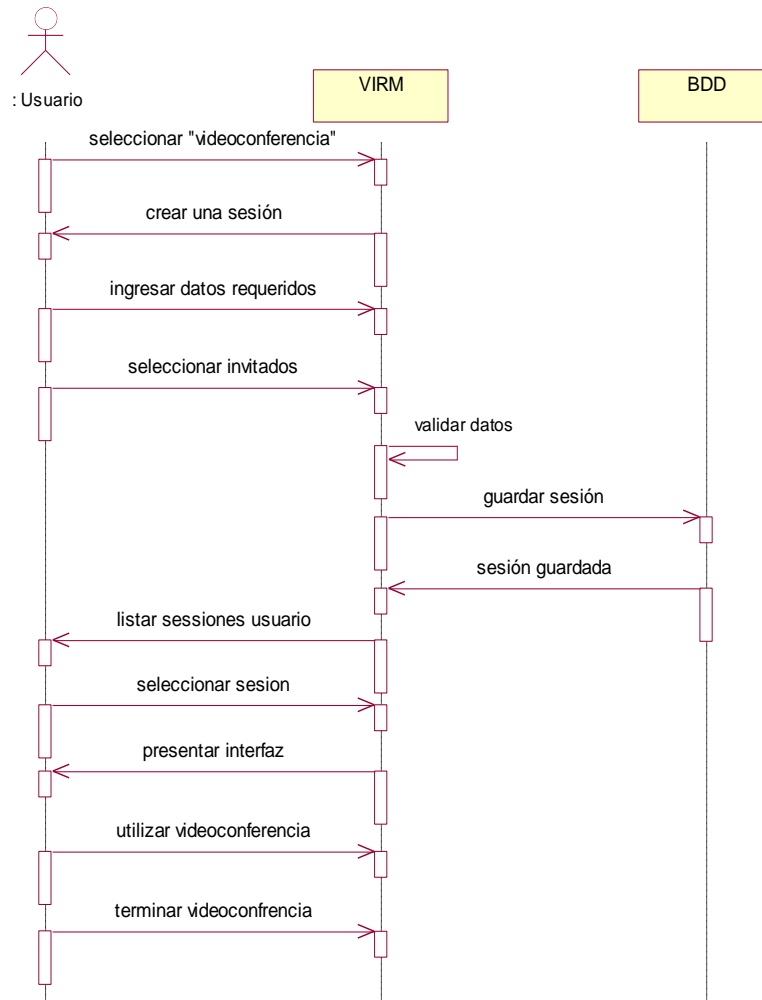 : Usuario
VIRM
BDD
seleccionar "videoconferencia"
crear una sesión
ingresar datos requeridos
seleccionar invitados
validar datos
guardar sesión
sesión guardada
listar sessiones usuario
seleccionar sesion
presentar interfaz
utilizar videoconferencia
terminar videoconfrencia